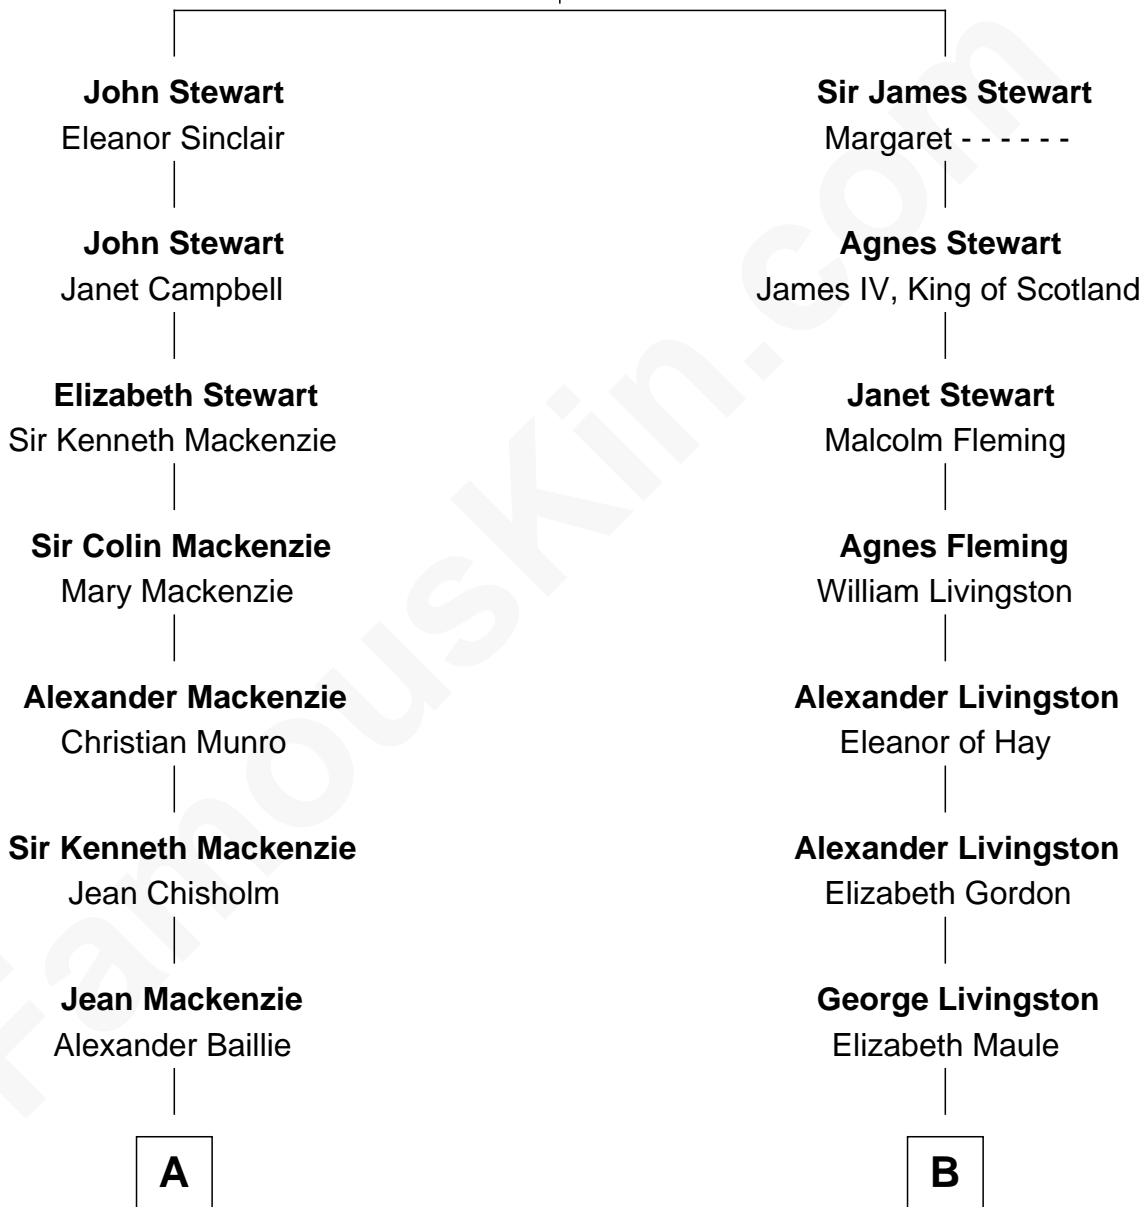 John Stewart
Eleanor Sinclair
John Stewart
Janet Campbell
Elizabeth Stewart
Sir Kenneth Mackenzie
Sir Colin Mackenzie
Mary Mackenzie
Alexander Mackenzie
Christian Munro
Sir Kenneth Mackenzie
Jean Chisholm
Jean Mackenzie
Alexander Baillie
A
Sir James Stewart
Margaret - - - - - -
Agnes Stewart
James IV, King of Scotland
Janet Stewart
Malcolm Fleming
Agnes Fleming
William Livingston
Alexander Livingston
Eleanor of Hay
Alexander Livingston
Elizabeth Gordon
George Livingston
Elizabeth Maule
B
FamousKin.com